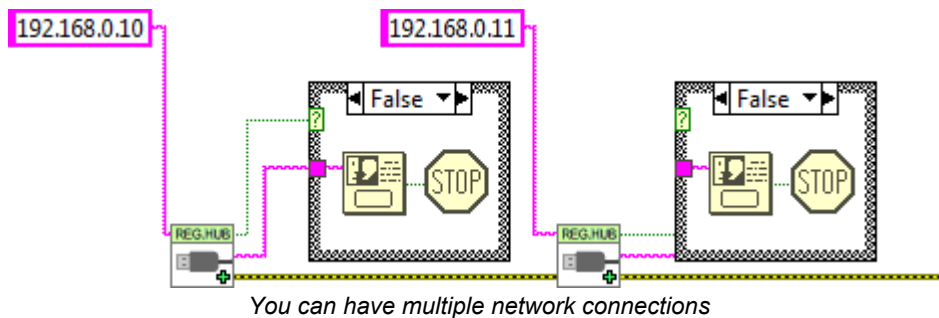 192.168.0.10 192.168.0.11
False False
?
?
STOP STOP
REG.HUB REG.HUB
You can have multiple network connections